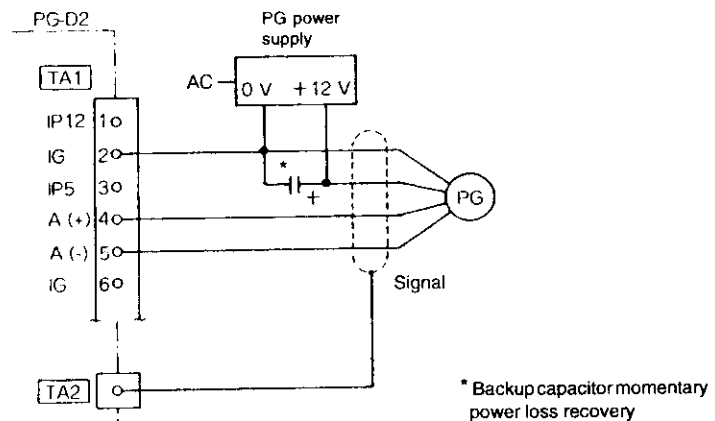 PG-D2
PG power
supply
TA1
AC
0 V + 12 V
IP12 1
IG 2
*
IP5 3
+
PG
A (+) 4
A (-) 5
IG 6
Signal
TA2
* Backup capacitor momentary
power loss recovery